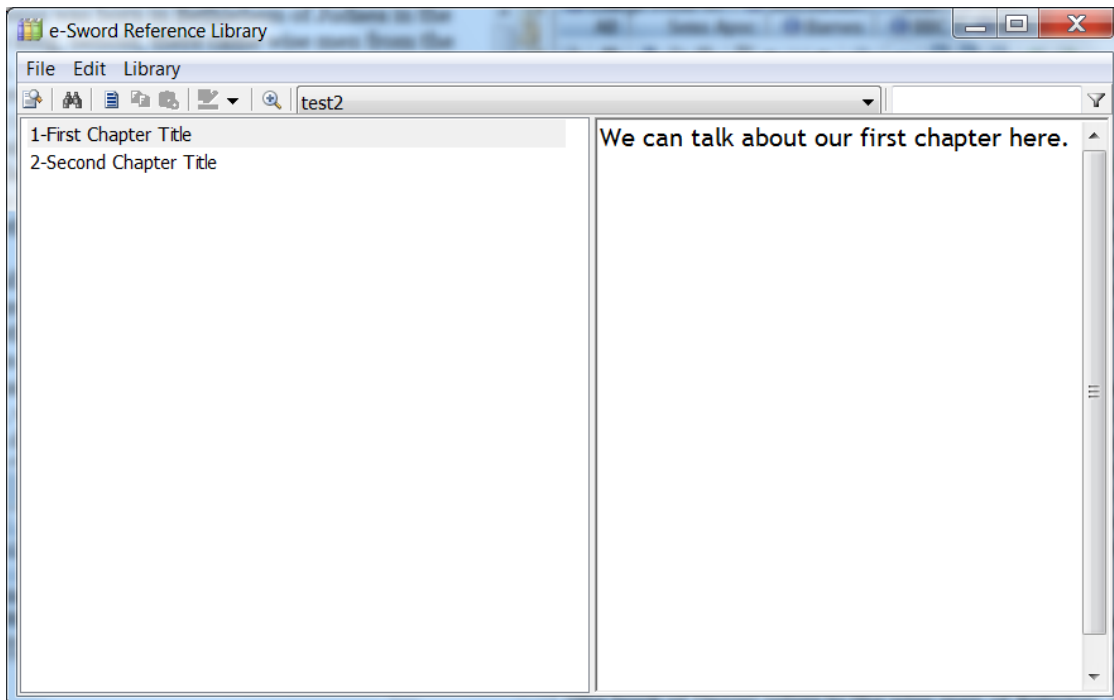 e-Sword Reference Library
File Edit Library
test2
1-First Chapter Title
2-Second Chapter Title
We can talk about our first chapter here.